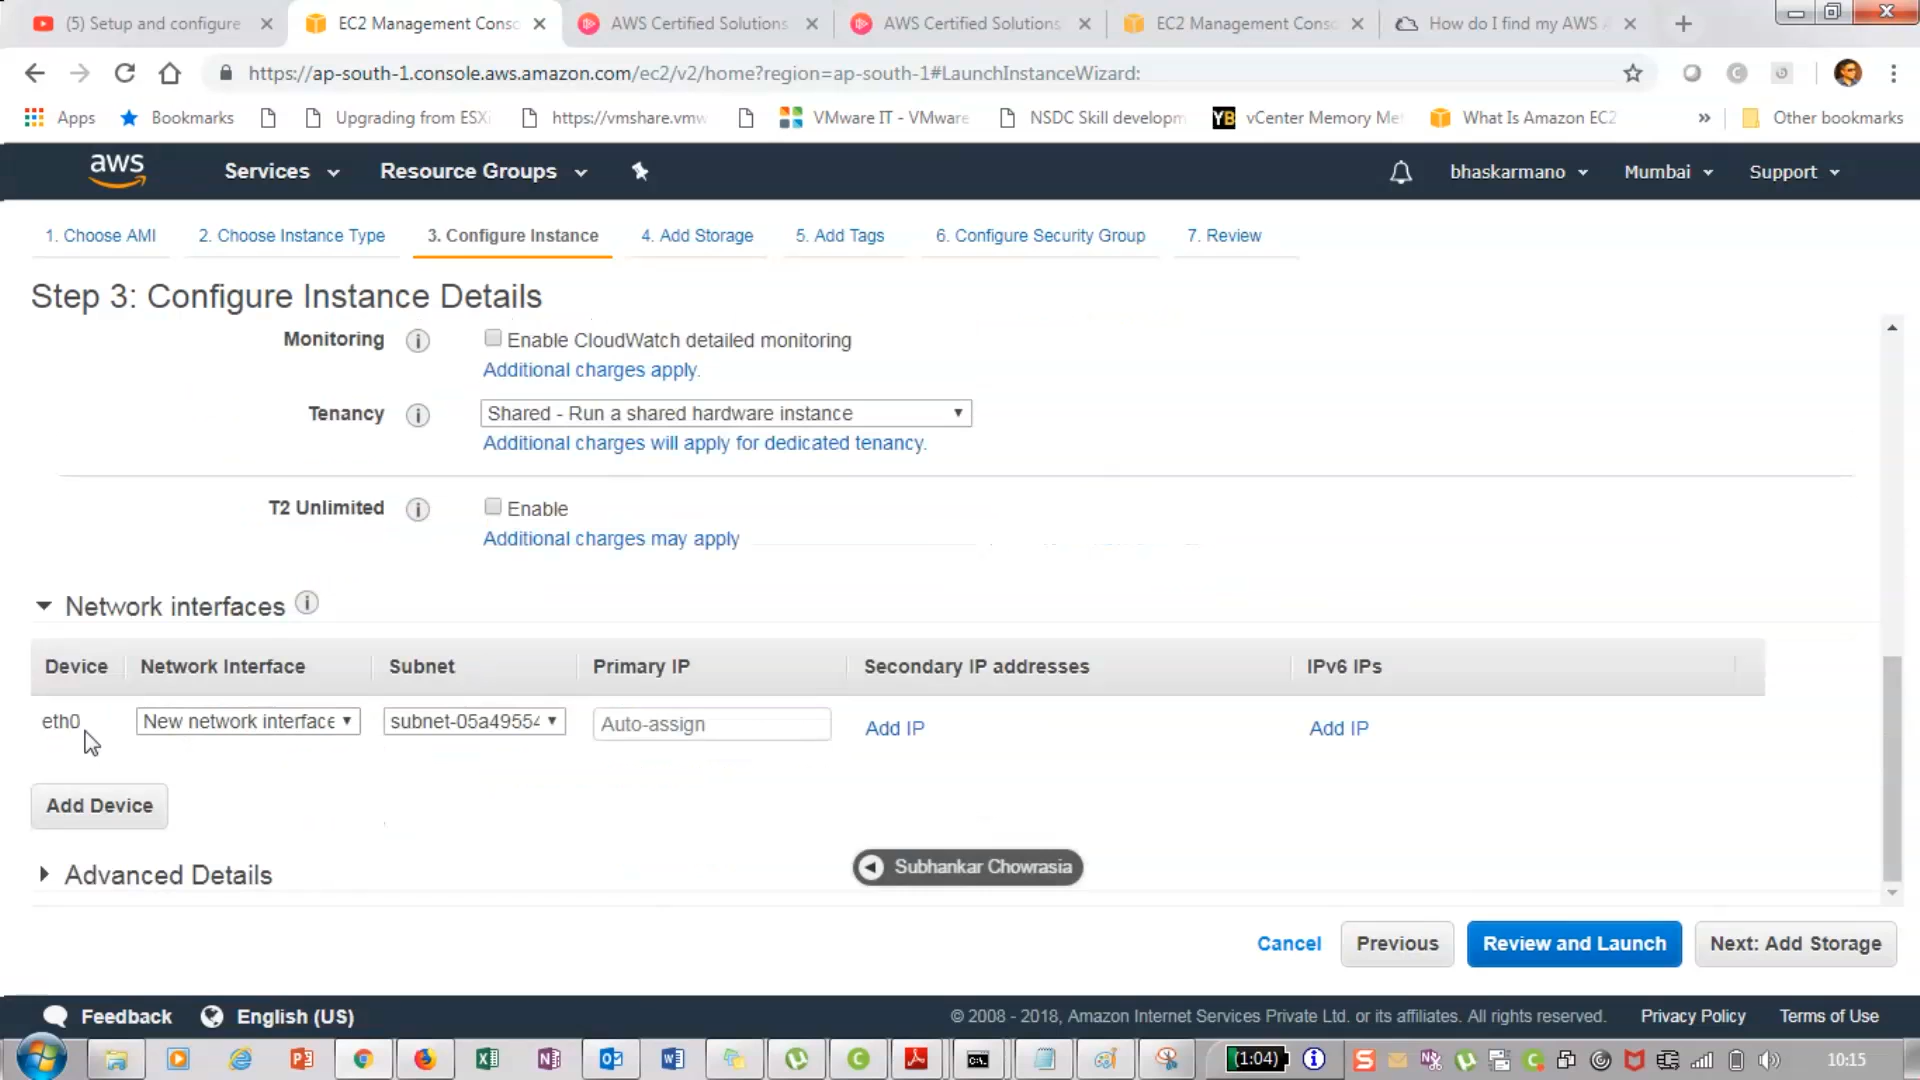 (5) Setup and configure
EC2 Management Consc
AWS Certified Solutions
AWS Certified Solutions
EC2 Management Consc
How do I find my AWS A
https://ap-south-1.console.aws.amazon.com/ec2/v2/home?region=ap-south-1#LaunchInstanceWizard:
Apps
Bookmarks
Upgrading from ESXi
https://vmshare.vmw
VMware IT - VMware
NSDC Skill developm
YB
vCenter Memory Met
What Is Amazon EC2
»
Other bookmarks
aws
Services
Resource Groups
bhaskarmano
Mumbai
Support
1. Choose AMI
2. Choose Instance Type
3. Configure Instance
4. Add Storage
5. Add Tags
6. Configure Security Group
7. Review
Step 3: Configure Instance Details
Monitoring
Enable CloudWatch detailed monitoring
Additional charges apply.
Tenancy
Shared - Run a shared hardware instance
Additional charges will apply for dedicated tenancy.
T2 Unlimited
Enable
Additional charges may apply
Network interfaces
Device
Network Interface
Subnet
Primary IP
Secondary IP addresses
IPv6 IPs
eth0
New network interface
subnet-05a49554
Auto-assign
Add IP
Add IP
Add Device
Subhankar Chowrasia
Advanced Details
Cancel
Previous
Review and Launch
Next: Add Storage
Feedback
English (US)
© 2008 - 2018, Amazon Internet Services Private Ltd. or its affiliates. All rights reserved.
Privacy Policy
Terms of Use
(1:04)
10:15